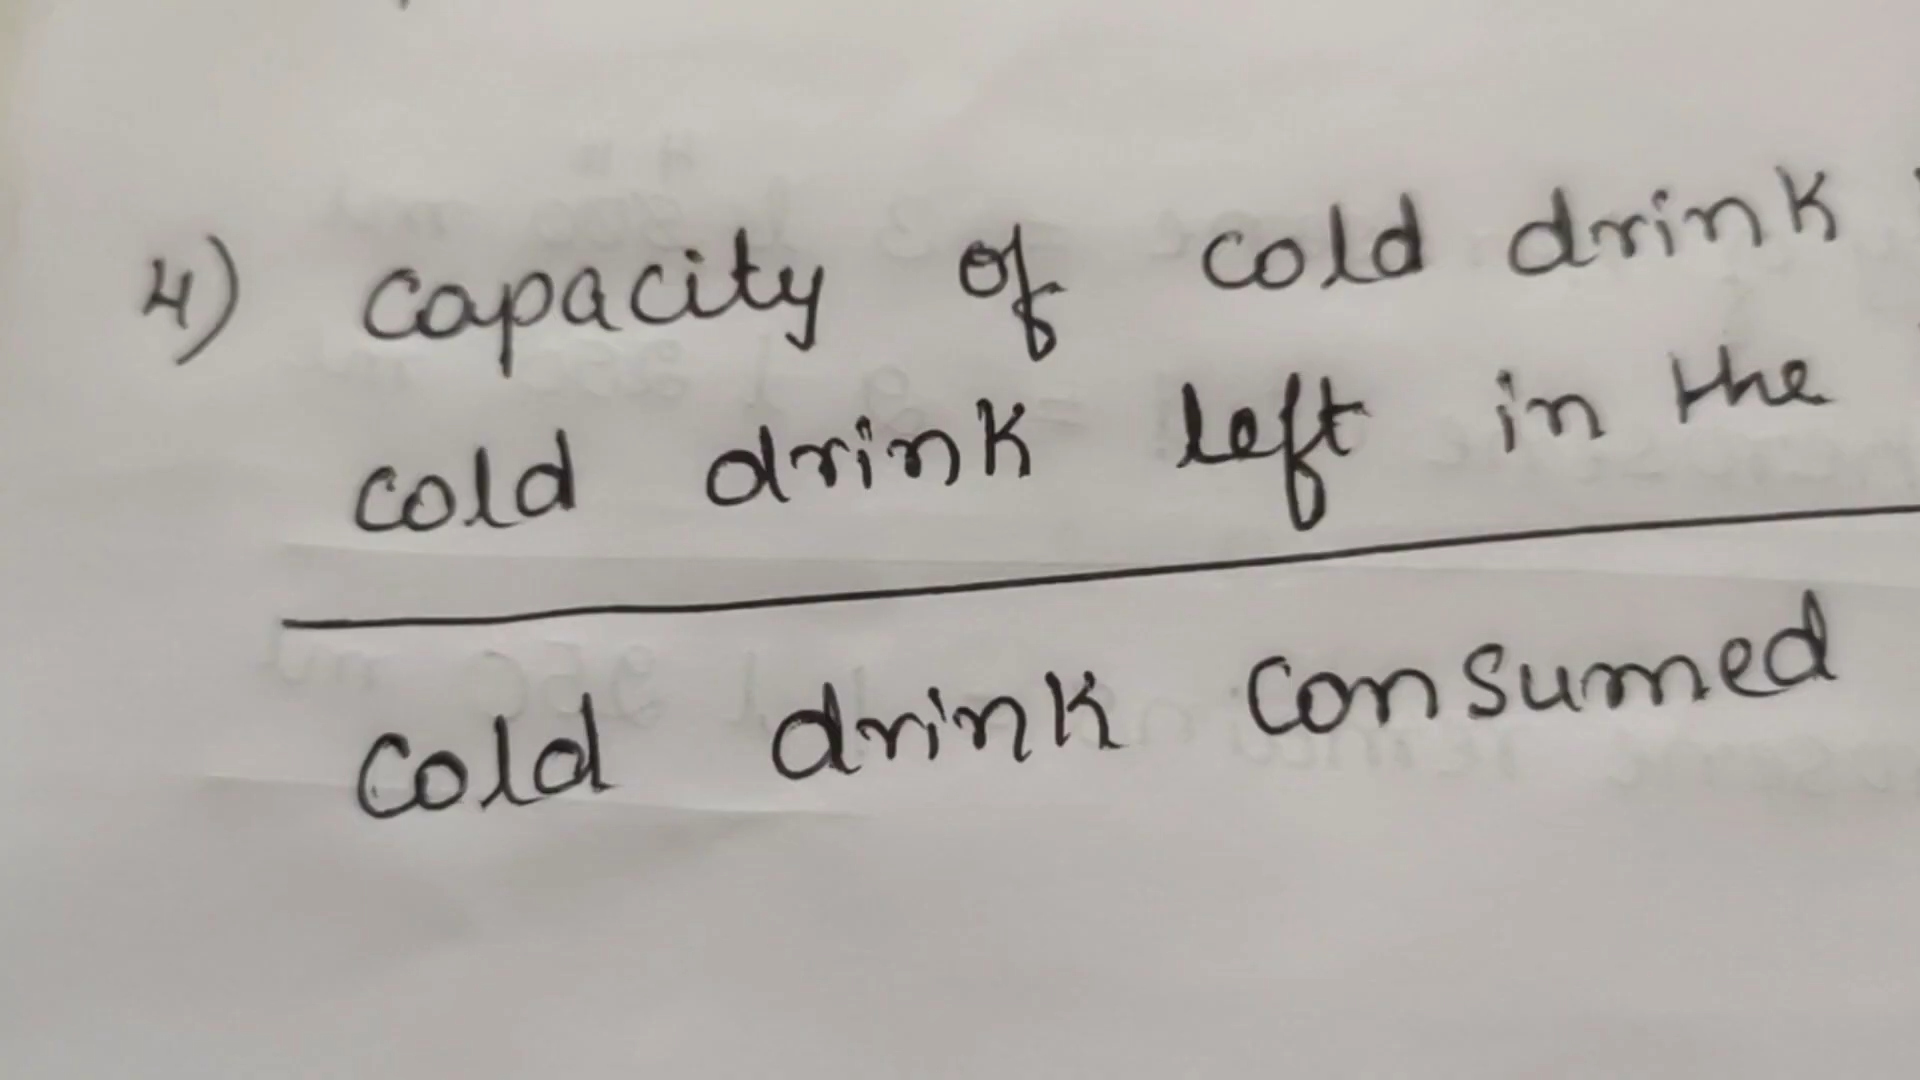 4) Capacity of cold drink
cold drink left in the
Cold drink Consumed